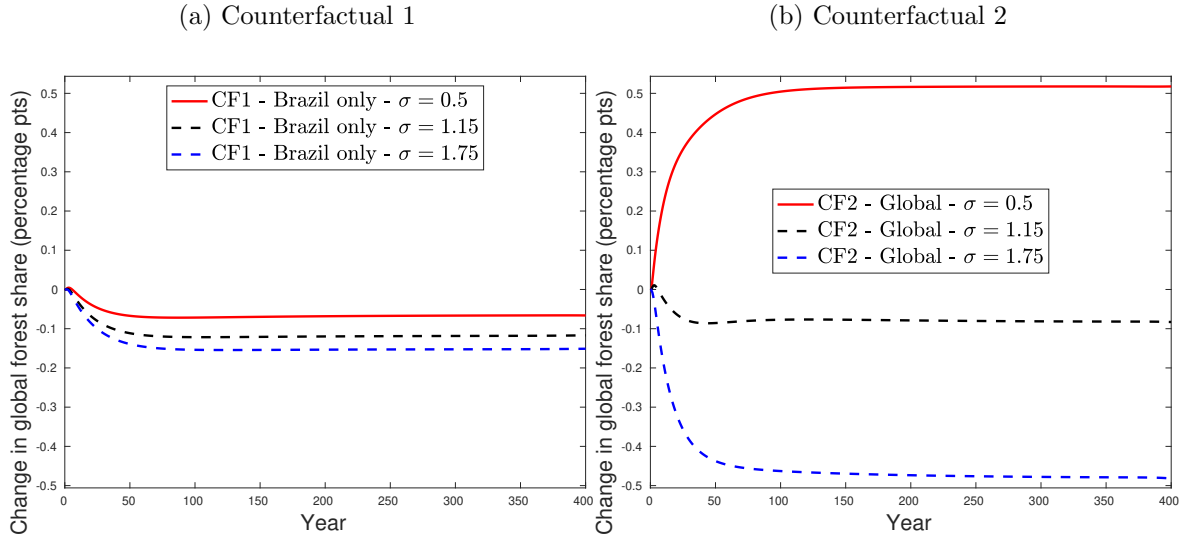 (a) Counterfactual 1
Change in global forest share (percentage pts)
0.5
0.4
0.3
0.2
0.1
0
-0.1
-0.2
-0.3
-0.4
-0.5
CF1 - Brazil only - σ = 0.5
CF1 - Brazil only - σ = 1.15
CF1 - Brazil only - σ = 1.75
0 50 100 150 200 250 300 350 400
Year
(b) Counterfactual 2
Change in global forest share (percentage pts)
0.5
0.4
0.3
0.2
0.1
0
-0.1
-0.2
-0.3
-0.4
-0.5
CF2 - Global - σ = 0.5
CF2 - Global - σ = 1.15
CF2 - Global - σ = 1.75
0 50 100 150 200 250 300 350 400
Year